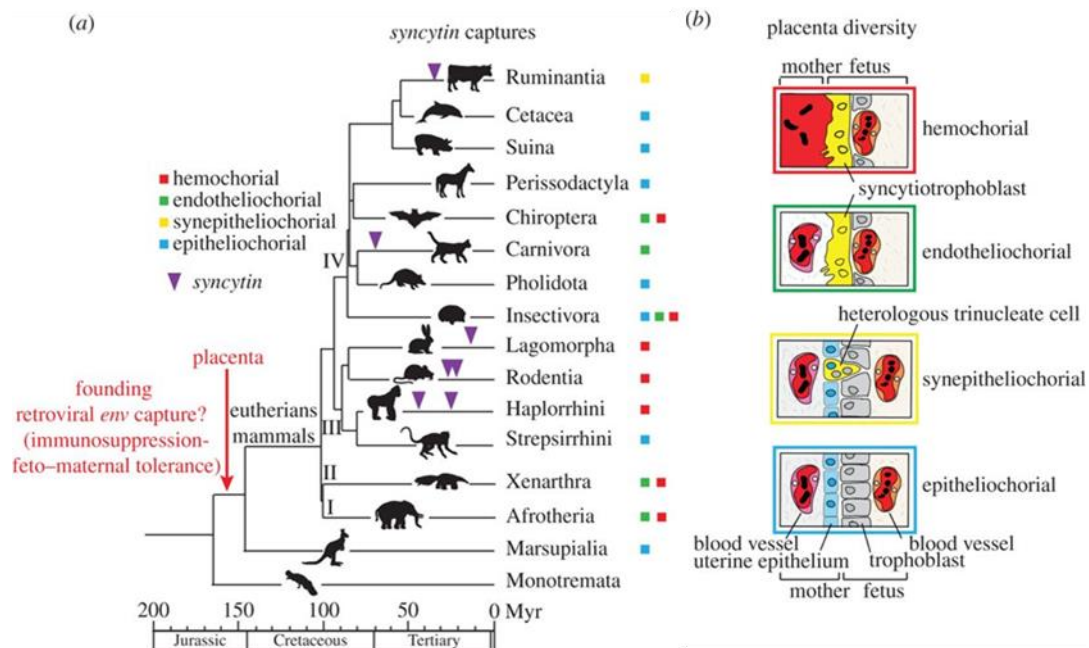 (a)
syncytin captures
Ruminantia
Cetacea
Suina
Perissodactyla
Chiroptera
Carnivora
Pholidota
Insectivora
Lagomorpha
Rodentia
Haplorrhini
Strepsirrhini
Xenarthra
Afrotheria
Marsupialia
Monotremata
hemochorial
endotheliochorial
synepitheliochorial
epitheliochorial
syncytin
IV
III
II
I
placenta
founding
retroviral env capture?
(immunosuppression-
feto–maternal tolerance)
eutherians
mammals
200 150 100 50 0 Myr
Jurassic Cretaceous Tertiary
(b)
placenta diversity
mother fetus
hemochorial
syncytiotrophoblast
endotheliochorial
heterologous trinucleate cell
synepitheliochorial
epitheliochorial
blood vessel
uterine epithelium
blood vessel
trophoblast
mother fetus